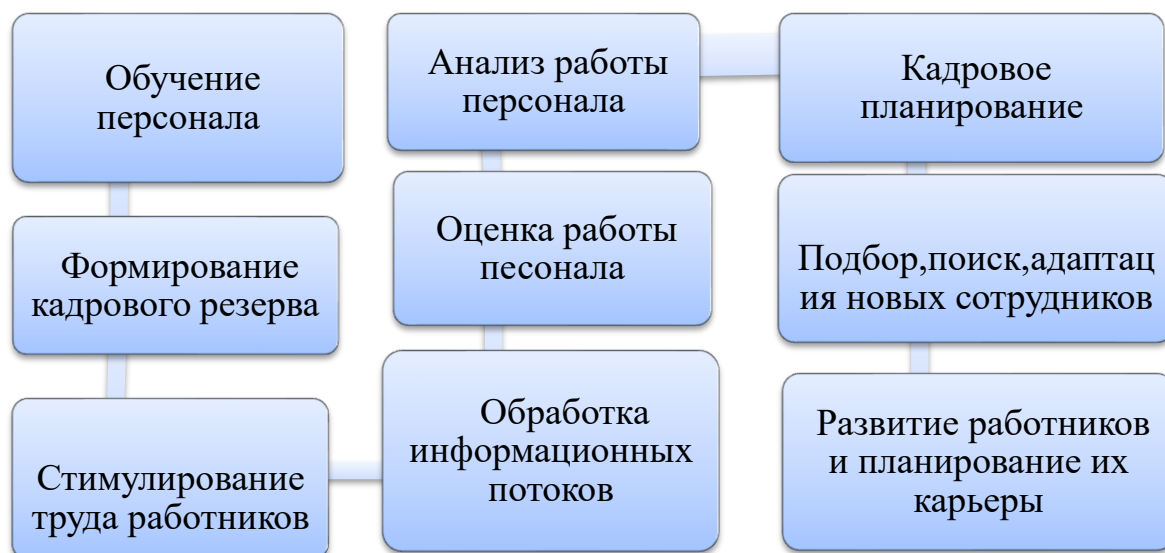 Обучение
персонала
Формирование
кадрового резерва
Стимулирование
труда работников
Обработка
информационных
потоков
Оценка работы
песонала
Анализ работы
персонала
Кадровое
планирование
Подбор,поиск,адаптац
ия новых сотрудников
Развитие работников
и планирование их
карьеры